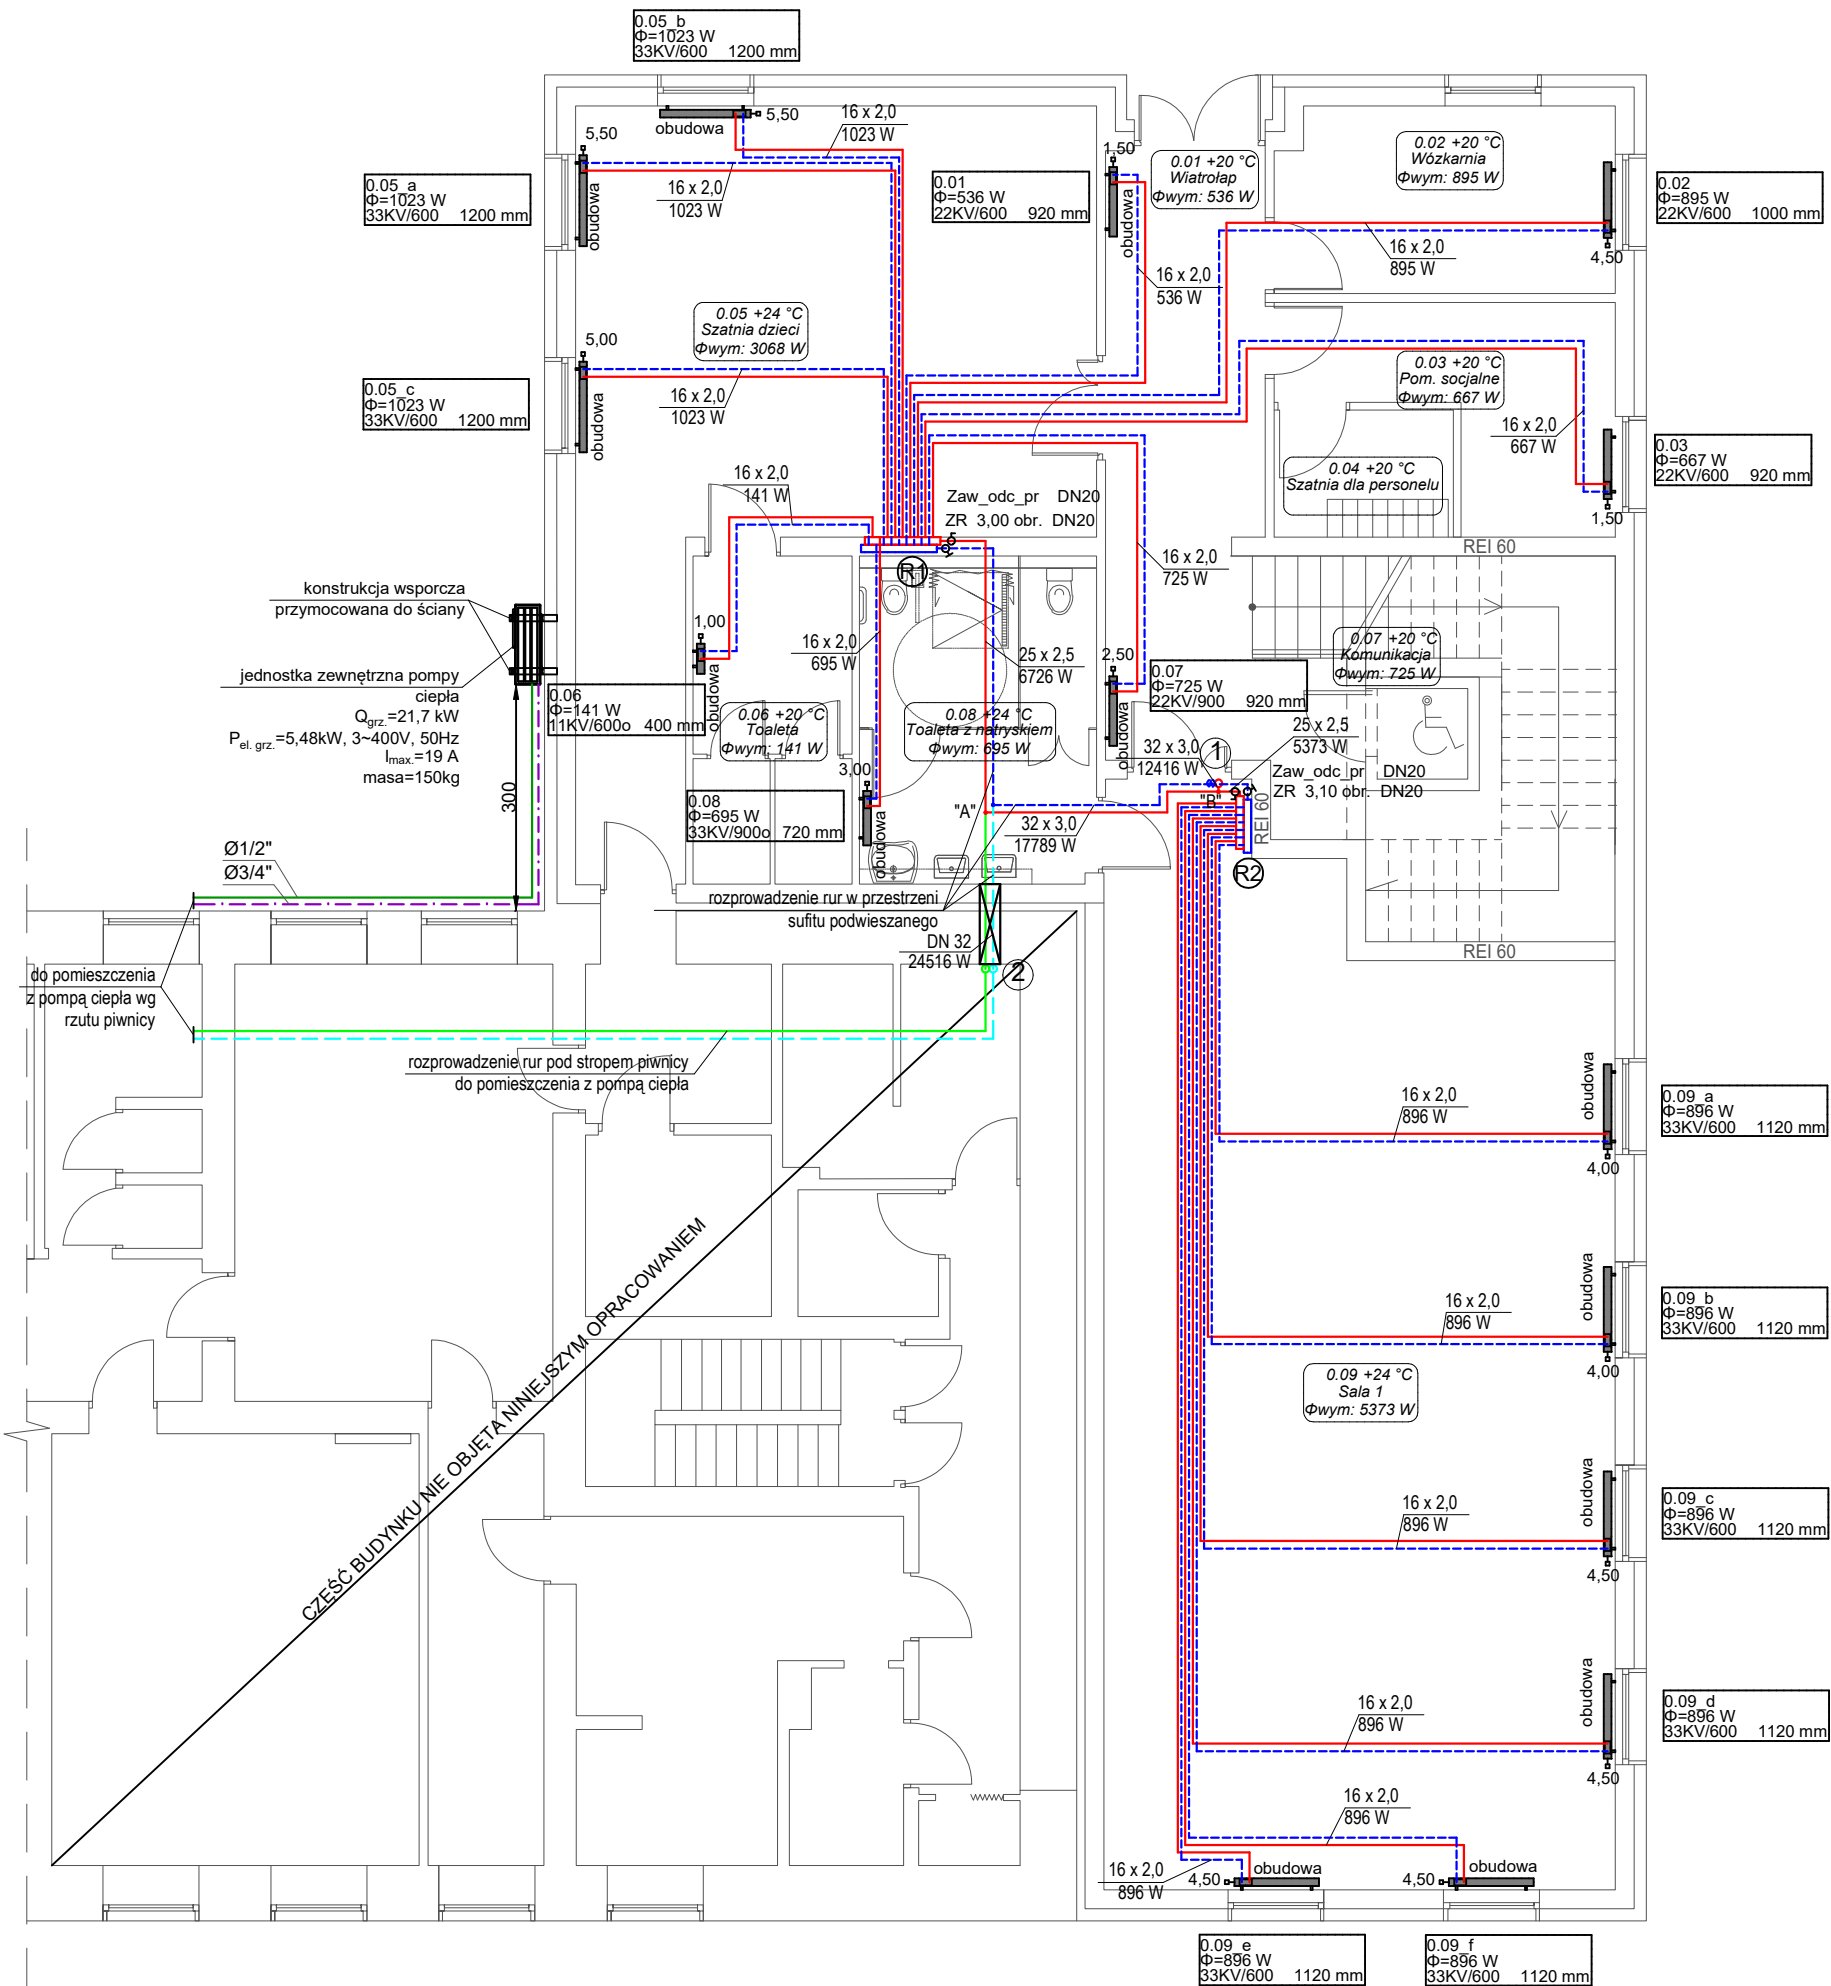 0.05_b
Φ=1023 W
33KV/600 1200 mm
5,50
obudowa
16 x 2,0
1023 W
5,50
obudowa
0.05_a
Φ=1023 W
33KV/600 1200 mm
16 x 2,0
1023 W
0.01
Φ=536 W
22KV/600 920 mm
1,50
obudowa
0.01 +20 °C
Wiatrołap
Φwym: 536 W
0.02 +20 °C
Wózkarnia
Φwym: 895 W
0.02
Φ=895 W
22KV/600 1000 mm
4,50
16 x 2,0
895 W
16 x 2,0
536 W
0.05 +24 °C
Szatnia dzieci
Φwym: 3068 W
5,00
obudowa
0.05_c
Φ=1023 W
33KV/600 1200 mm
16 x 2,0
1023 W
0.03 +20 °C
Pom. socjalne
Φwym: 667 W
16 x 2,0
667 W
0.03
Φ=667 W
22KV/600 920 mm
1,50
0.04 +20 °C
Szatnia dla personelu
16 x 2,0
141 W
Zaw_odc_pr DN20
ZR 3,00 obr. DN20
R1
16 x 2,0
725 W
REI 60
konstrukcja wsporcza
przymocowana do ściany
1,00
obudowa
16 x 2,0
695 W
25 x 2,5
6726 W
2,50
obudowa
0.07 +20 °C
Komunikacja
Φwym: 725 W
0.07
Φ=725 W
22KV/900 920 mm
jednostka zewnętrzna pompy
ciepła
Qgrz.=21,7 kW
Pel. grz.=5,48kW, 3~400V, 50Hz
Imax.=19 A
masa=150kg
0.06
Φ=141 W
11KV/600o 400 mm
0.06 +20 °C
Toaleta
Φwym: 141 W
0.08 +24 °C
Toaleta z natryskiem
Φwym: 695 W
25 x 2,5
5373 W
32 x 3,0
12416 W
1
Zaw_odc_pr DN20
ZR 3,10 obr. DN20
3,00
obudowa
0.08
Φ=695 W
33KV/900o 720 mm
300
"A"
"B"
REI 60
32 x 3,0
17789 W
R2
Ø1/2"
Ø3/4"
rozprowadzenie rur w przestrzeni
sufitu podwieszanego
DN 32
24516 W
2
REI 60
do pomieszczenia
z pompą ciepła wg
rzutu piwnicy
rozprowadzenie rur pod stropem piwnicy
do pomieszczenia z pompą ciepła
CZĘŚĆ BUDYNKU NIE OBJĘTA NINIEJSZYM OPRACOWANIEM
16 x 2,0
896 W
obudowa
4,00
0.09_a
Φ=896 W
33KV/600 1120 mm
16 x 2,0
896 W
obudowa
4,00
0.09_b
Φ=896 W
33KV/600 1120 mm
0.09 +24 °C
Sala 1
Φwym: 5373 W
16 x 2,0
896 W
obudowa
4,50
0.09_c
Φ=896 W
33KV/600 1120 mm
16 x 2,0
896 W
obudowa
4,50
0.09_d
Φ=896 W
33KV/600 1120 mm
16 x 2,0
896 W
16 x 2,0
896 W
4,50
obudowa
4,50
obudowa
0.09_e
Φ=896 W
33KV/600 1120 mm
0.09_f
Φ=896 W
33KV/600 1120 mm